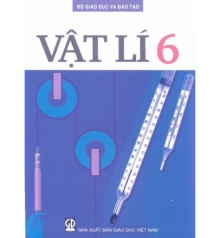 BỘ GIÁO DỤC VÀ ĐÀO TẠO
VẬT LÍ 6
NHÀ XUẤT BẢN GIÁO DỤC VIỆT NAM